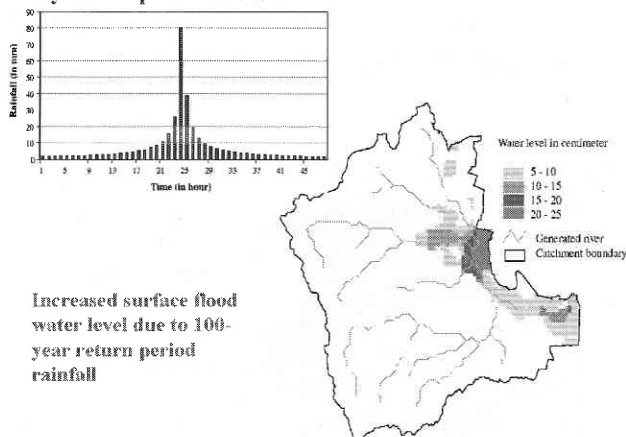 90
80
70
60
50
40
30
20
10
0
Rainfall (in mm)
1 5 9 13 17 21 25 29 33 37 41 45
Time (in hour)
Water level in centimeter
5 - 10
10 - 15
15 - 20
20 - 25
Generated river
Catchment boundary
Increased surface flood
water level due to 100-
year return period
rainfall